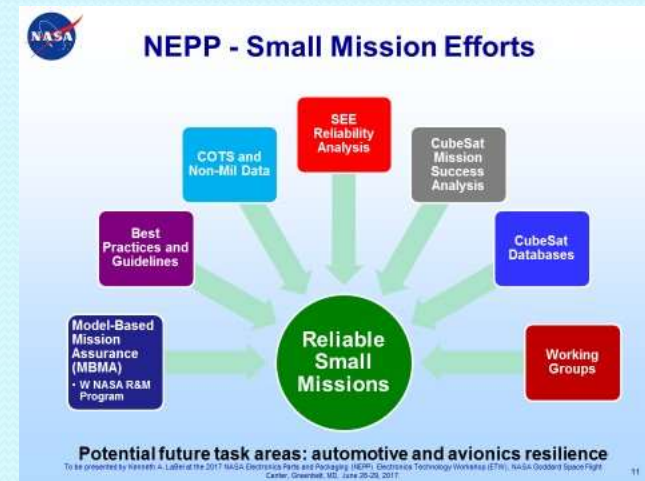 NASA
NEPP - Small Mission Efforts
SEE
Reliability
Analysis
COTS and
Non-Mil Data
CubeSat
Mission
Success
Analysis
Best
Practices and
Guidelines
CubeSat
Databases
Model-Based
Mission
Assurance
(MBMA)
• W NASA R&M
Program
Reliable
Small
Missions
Working
Groups
Potential future task areas: automotive and avionics resilience
To be presented by Kenneth A. LaBel at the 2017 NASA Electronics Parts and Packaging (NEPP) Electronics Technology Workshop (ETW), NASA Goddard Space Flight
Center, Greenbelt, MD, June 26-29, 2017.
11